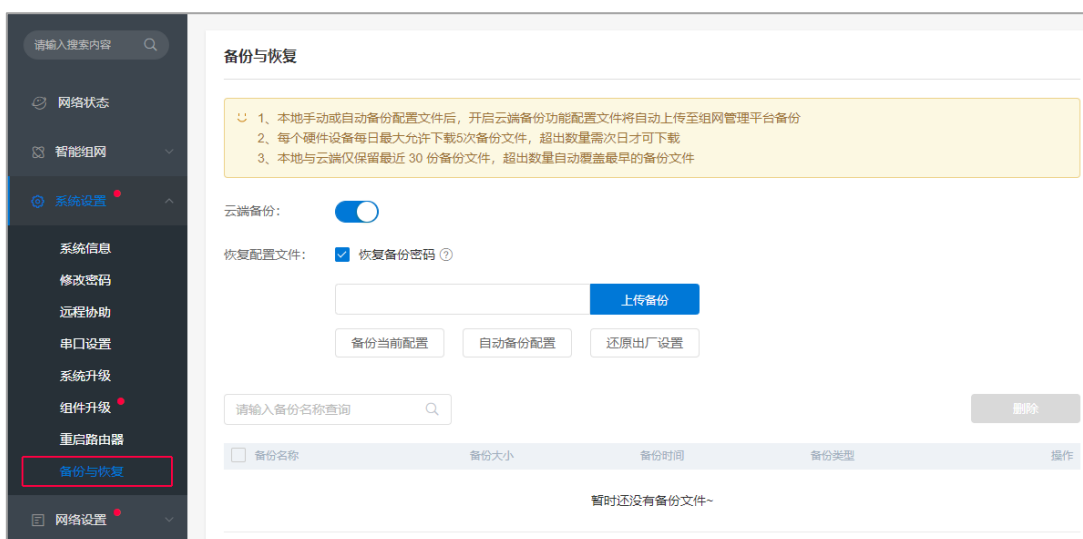 请输入搜索内容
网络状态
智能组网
系统设置
系统信息
修改密码
远程协助
串口设置
系统升级
组件升级
重启路由器
备份与恢复
网络设置
备份与恢复
1、本地手动或自动备份配置文件后，开启云端备份功能配置文件将自动上传至组网管理平台备份
2、每个硬件设备每日最大允许下载5次备份文件，超出数量需次日才可下载
3、本地与云端仅保留最近 30 份备份文件，超出数量自动覆盖最早的备份文件
云端备份：
恢复配置文件： 恢复备份密码 ?
上传备份
备份当前配置 自动备份配置 还原出厂设置
请输入备份名称查询 删除
备份名称 备份大小 备份时间 备份类型 操作
暂时还没有备份文件~